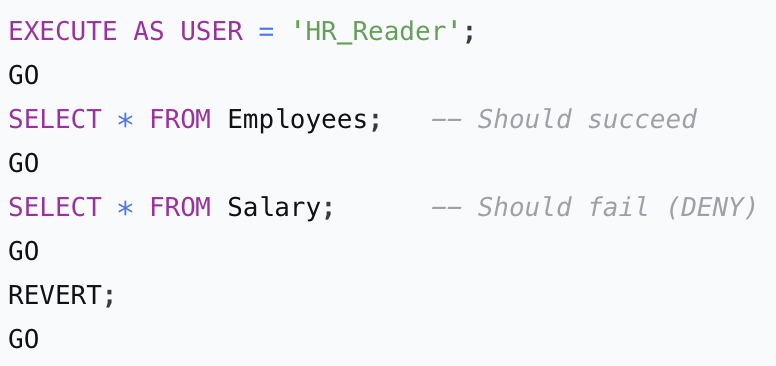 EXECUTE AS USER = 'HR_Reader';
GO
SELECT * FROM Employees;   -- Should succeed
GO
SELECT * FROM Salary;      -- Should fail (DENY)
GO
REVERT;
GO